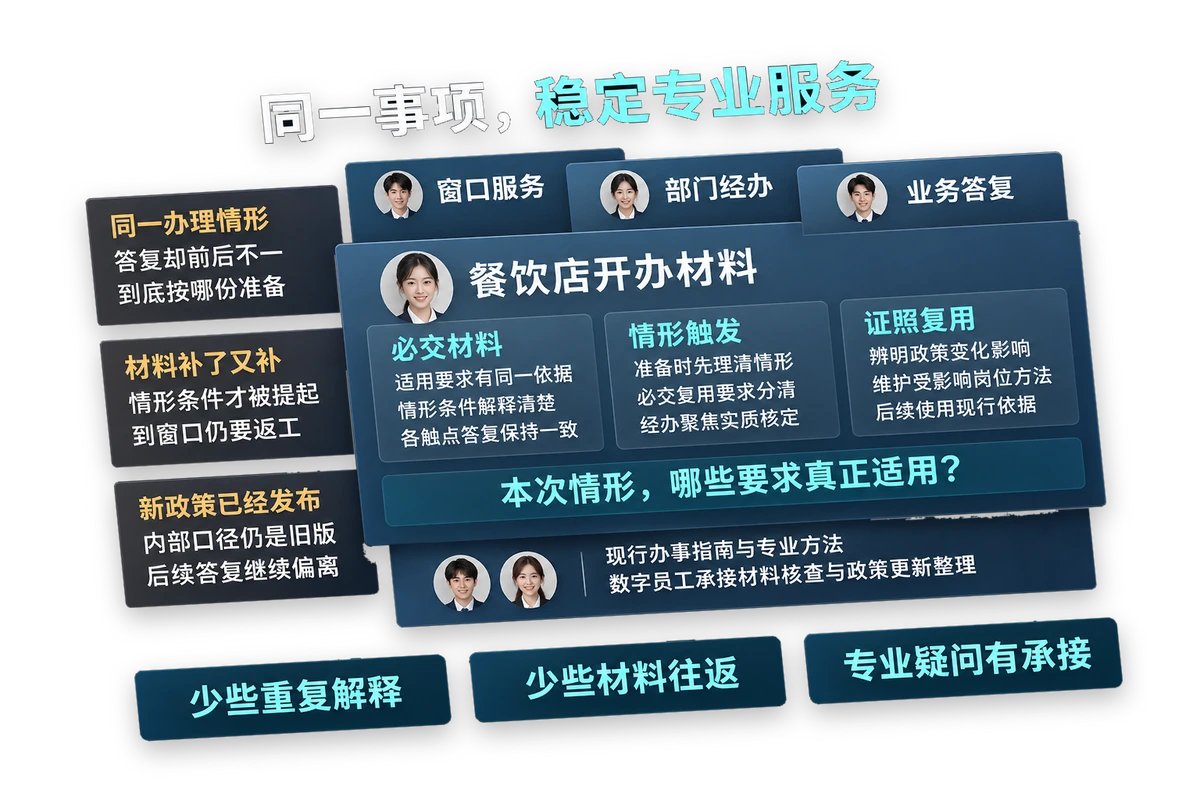 同一事项，稳定专业服务
同一办理情形
答复却前后不一
到底按哪份准备
材料补了又补
情形条件才被提起
到窗口仍要返工
新政策已经发布
内部口径仍是旧版
后续答复继续偏离
窗口服务
部门经办
业务答复
餐饮店开办材料
必交材料
适用要求有同一依据
情形条件解释清楚
各触点答复保持一致
情形触发
准备时先理清情形
必交复用要求分清
经办聚焦实质核定
证照复用
辨明政策变化影响
维护受影响岗位方法
后续使用现行依据
本次情形，哪些要求真正适用？
现行办事指南与专业方法
数字员工承接材料核查与政策更新整理
少些重复解释
少些材料往返
专业疑问有承接